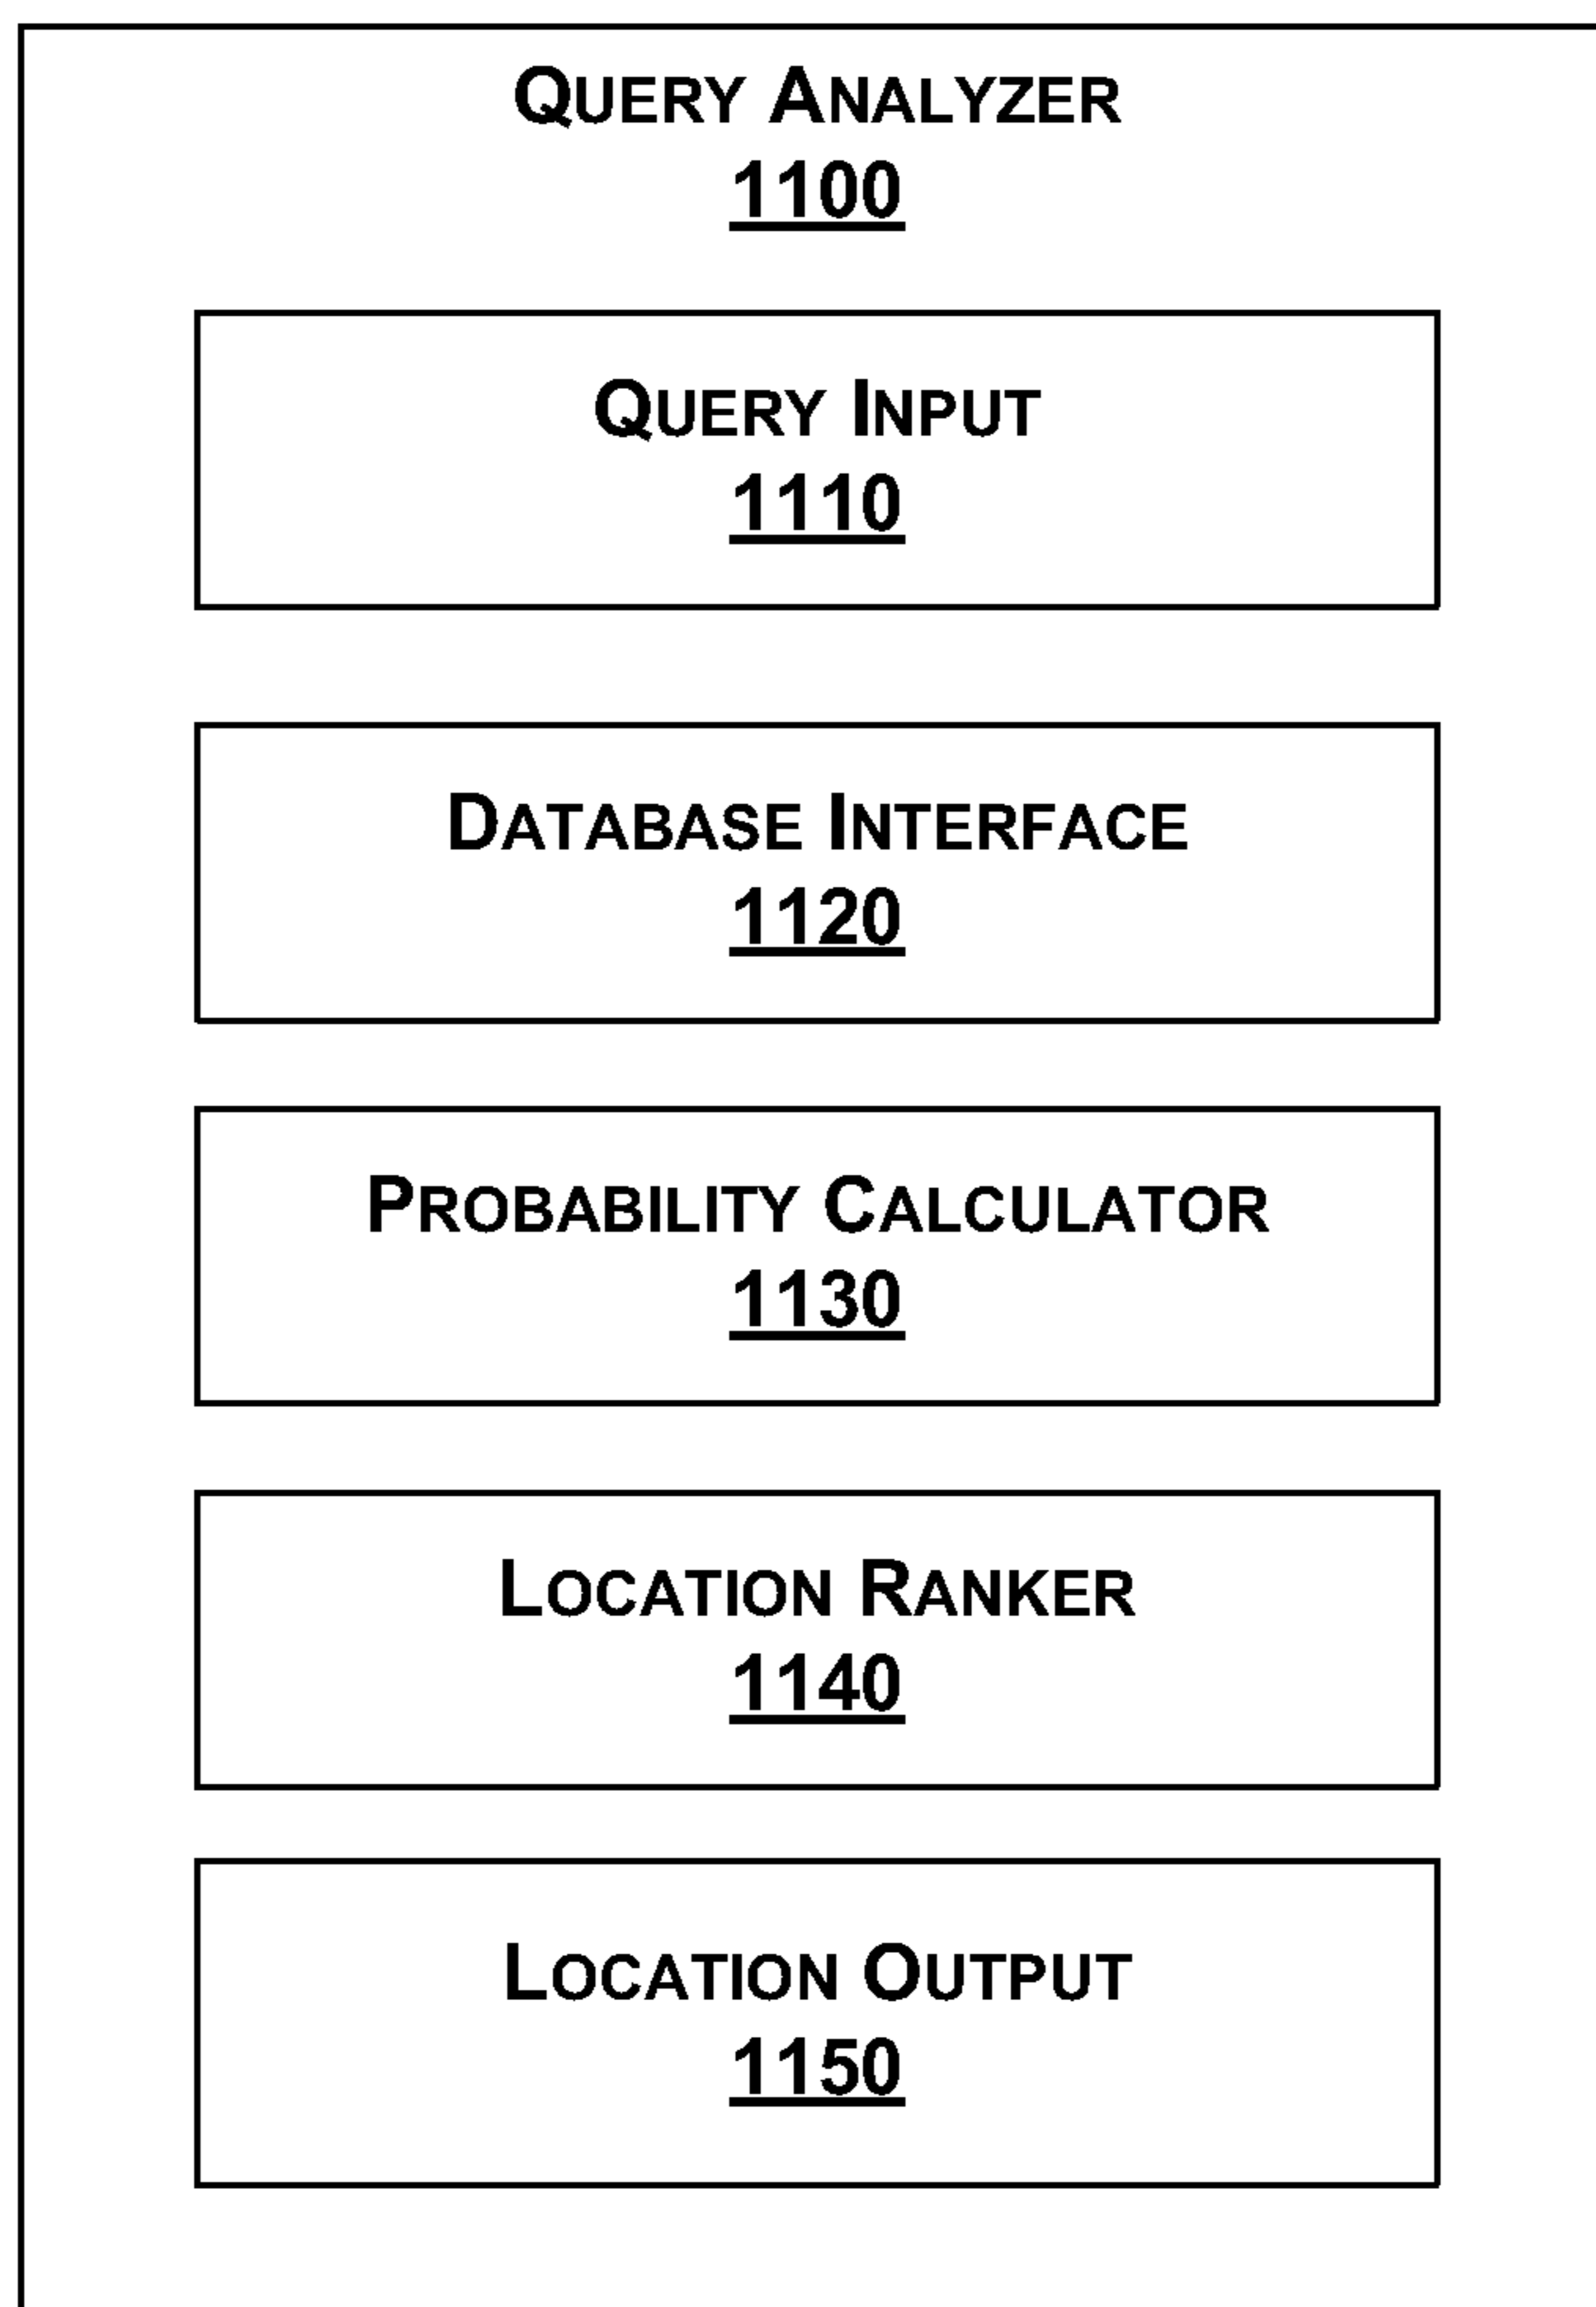 QUERY ANALYZER
1100
QUERY INPUT
1110
DATABASE INTERFACE
1120
PROBABILITY CALCULATOR
1130
LOCATION RANKER
1140
LOCATION OUTPUT
1150